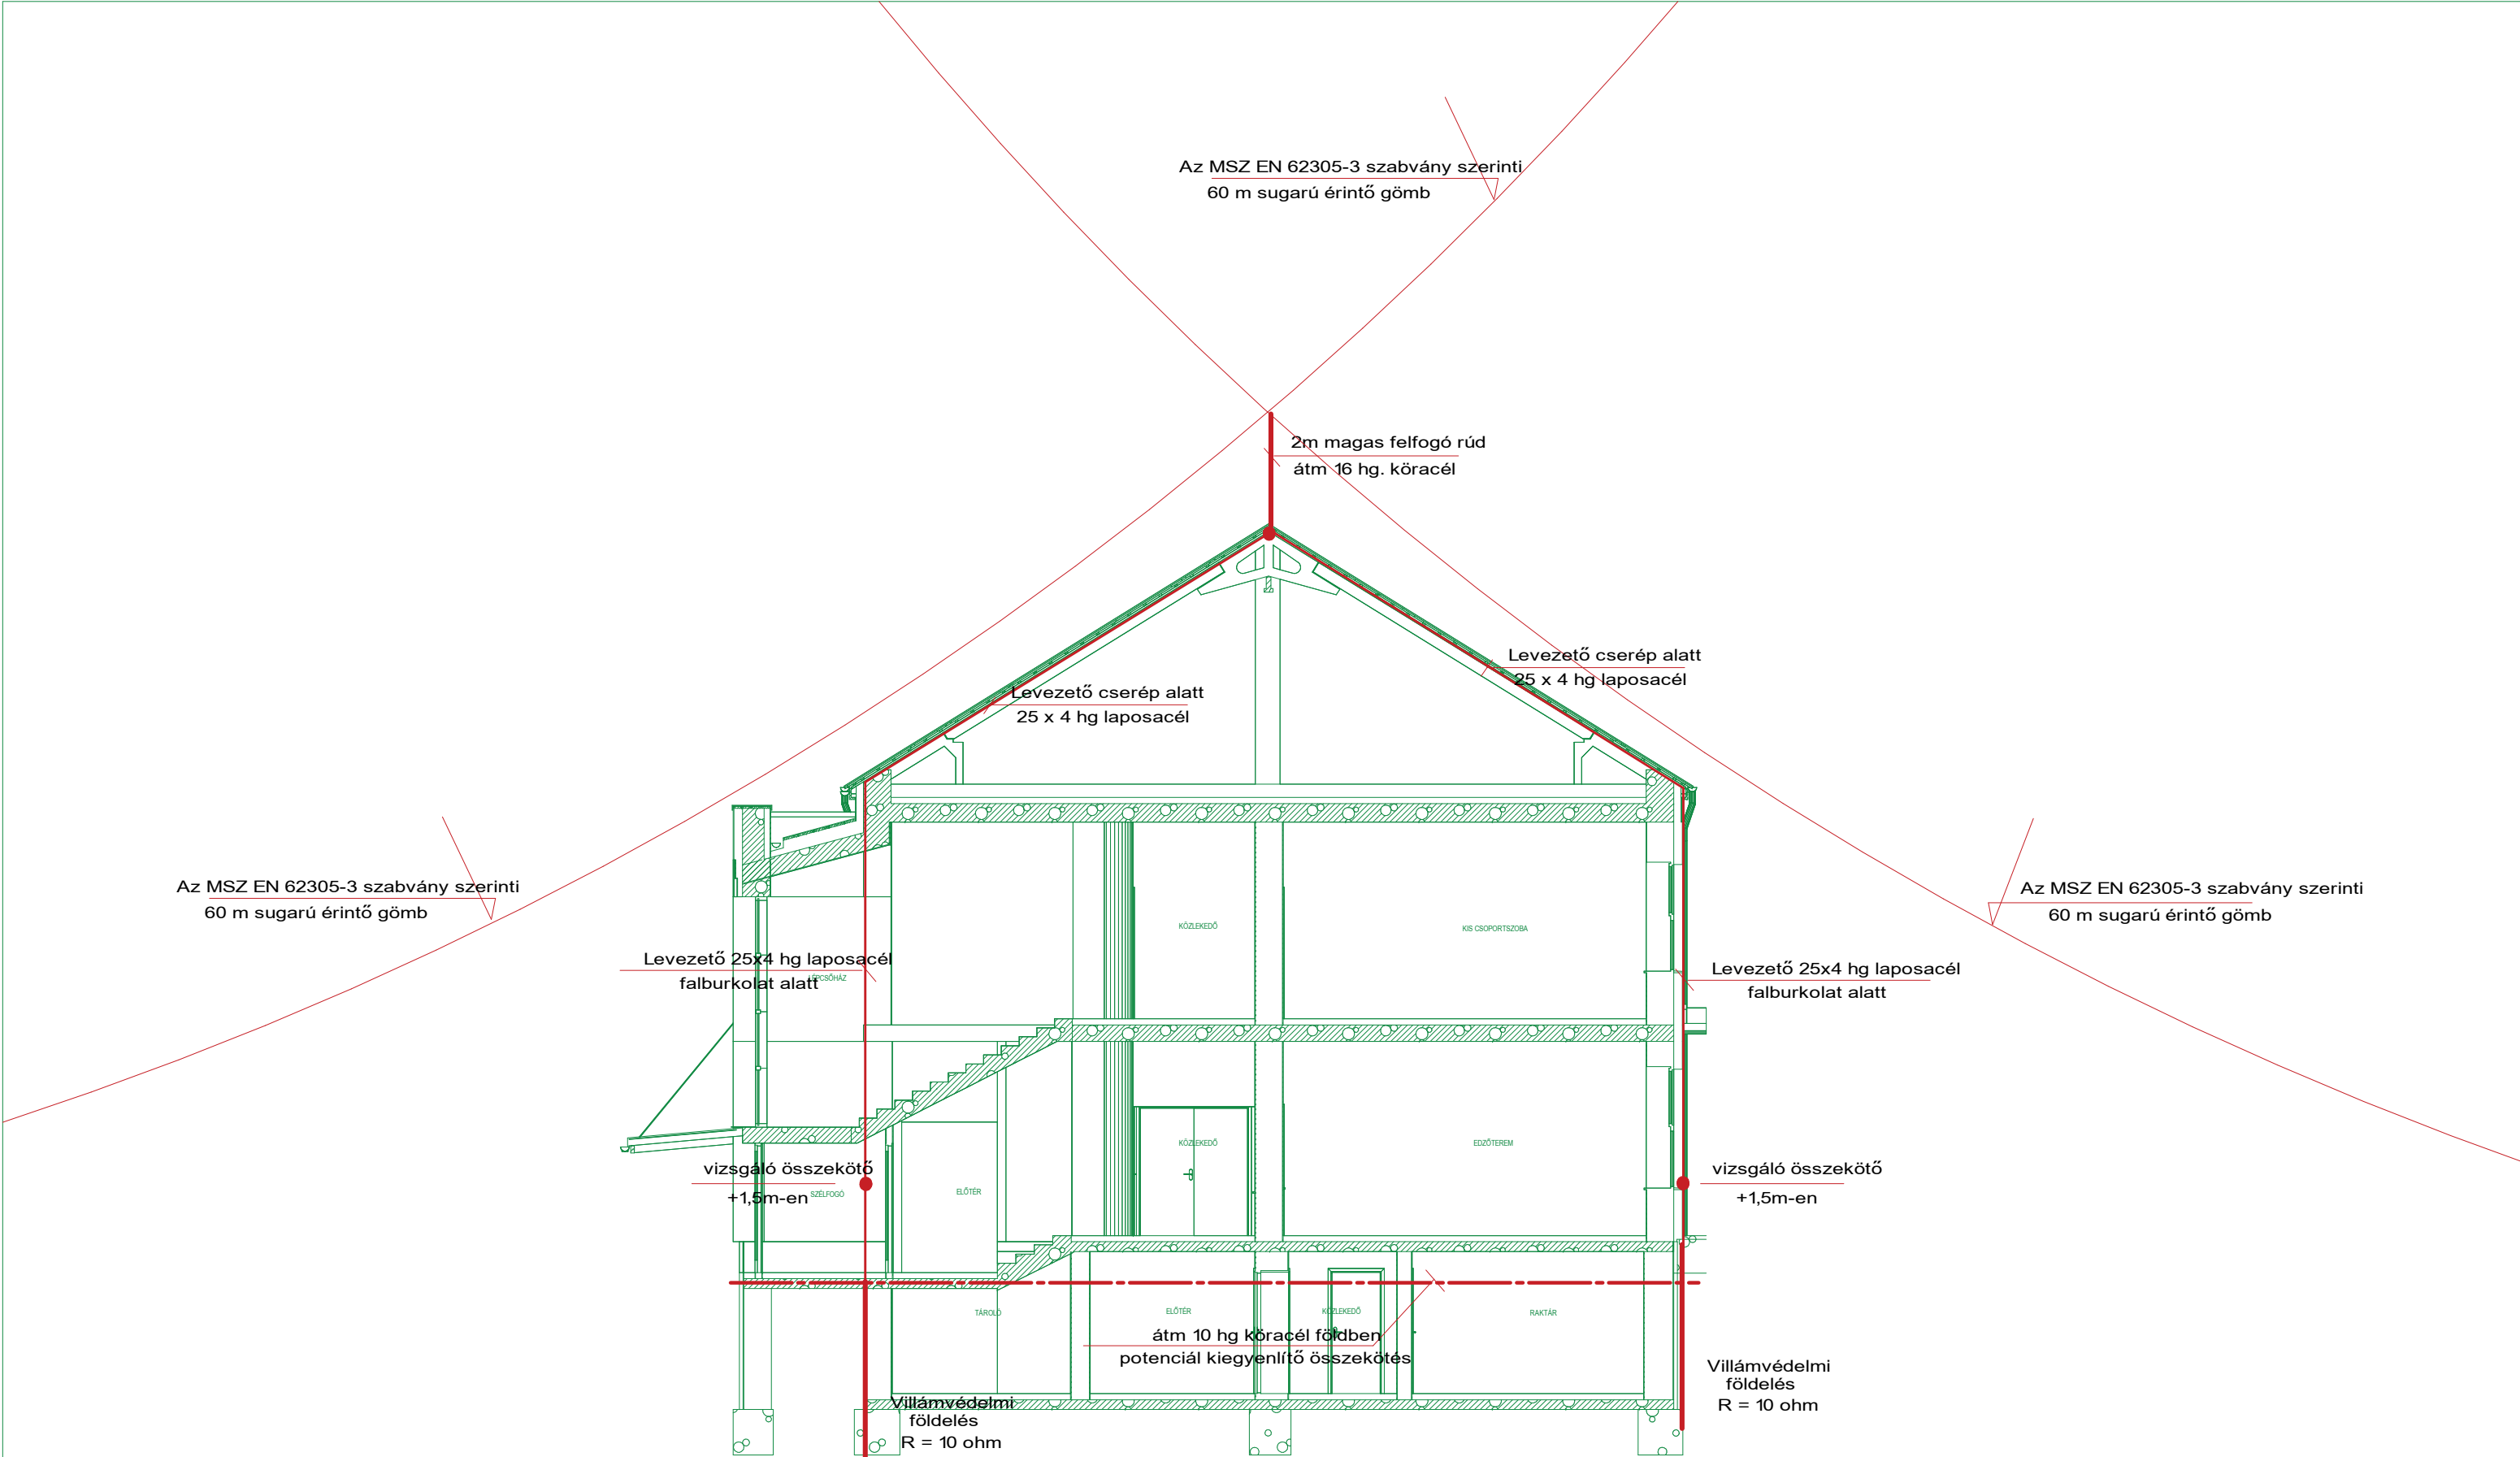 Az MSZ EN 62305-3 szabvány szerinti
60 m sugarú érintő gömb
2m magas felfogó rúd
átm 16 hg. köracél
Levezető cserép alatt
25 x 4 hg laposacél
Levezető cserép alatt
25 x 4 hg laposacél
Az MSZ EN 62305-3 szabvány szerinti
60 m sugarú érintő gömb
Az MSZ EN 62305-3 szabvány szerinti
60 m sugarú érintő gömb
KÖZLEKEDŐ
KIS CSOPORTSZOBA
Levezető 25x4 hg laposacél
falburkolat alatt
LÉPCSŐHÁZ
Levezető 25x4 hg laposacél
falburkolat alatt
KÖZLEKEDŐ
EDZŐTEREM
vizsgáló összekötő
+1,5m-en
SZÉLFOGÓ
ELŐTÉR
vizsgáló összekötő
+1,5m-en
TÁROLÓ
ELŐTÉR
KÖZLEKEDŐ
RAKTÁR
átm 10 hg köracél földben
potenciál kiegyenlítő összekötés
Villámvédelmi
földelés
R = 10 ohm
Villámvédelmi
földelés
R = 10 ohm